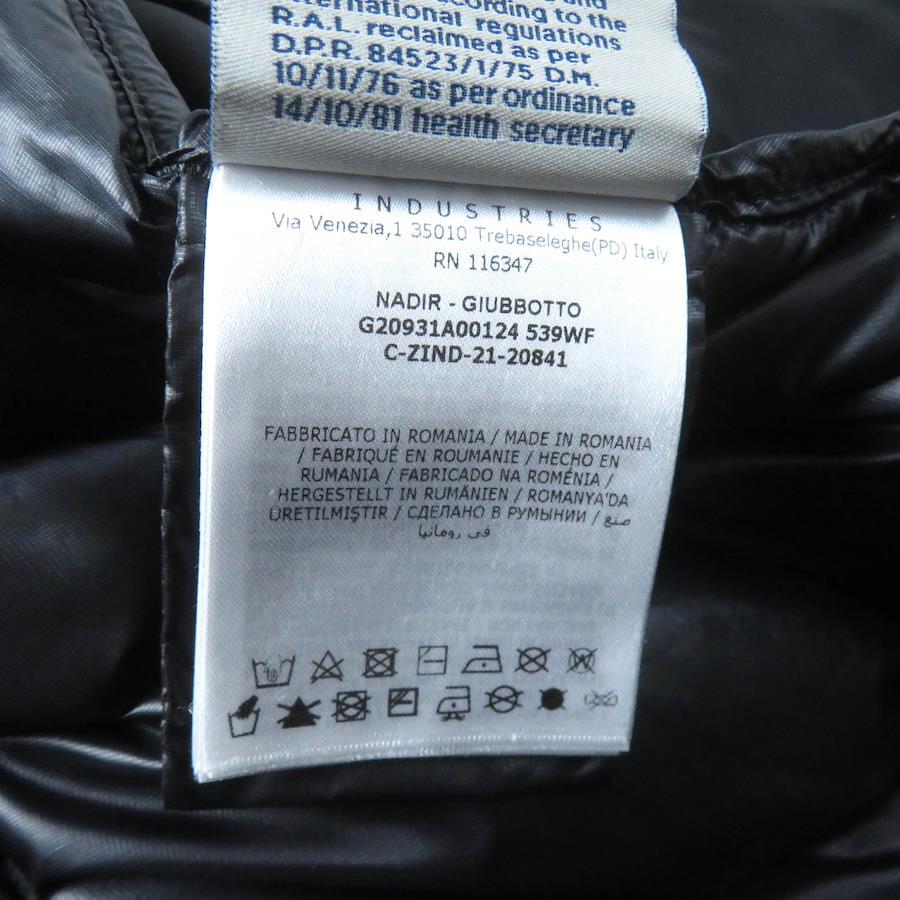 according to the
international regulations
R.A.L. reclaimed as per
D.P.R. 84523/1/75 D.M.
10/11/76 as per ordinance
14/10/81 health secretary
INDUSTRIES
Via Venezia,1 35010 Trebaseleghe(PD) Italy
RN 116347
NADIR - GIUBBOTTO
G20931A00124 539WF
C-ZIND-21-20841
FABBRICATO IN ROMANIA / MADE IN ROMANIA
/ FABRIQUÉ EN ROUMANIE / HECHO EN
RUMANIA / FABRICADO NA ROMÉNIA /
HERGESTELLT IN RUMÄNIEN / ROMANYA'DA
ÜRETILMIŞTIR / СДЕЛАНО В РУМЫНИИ / صنع
في رومانيا